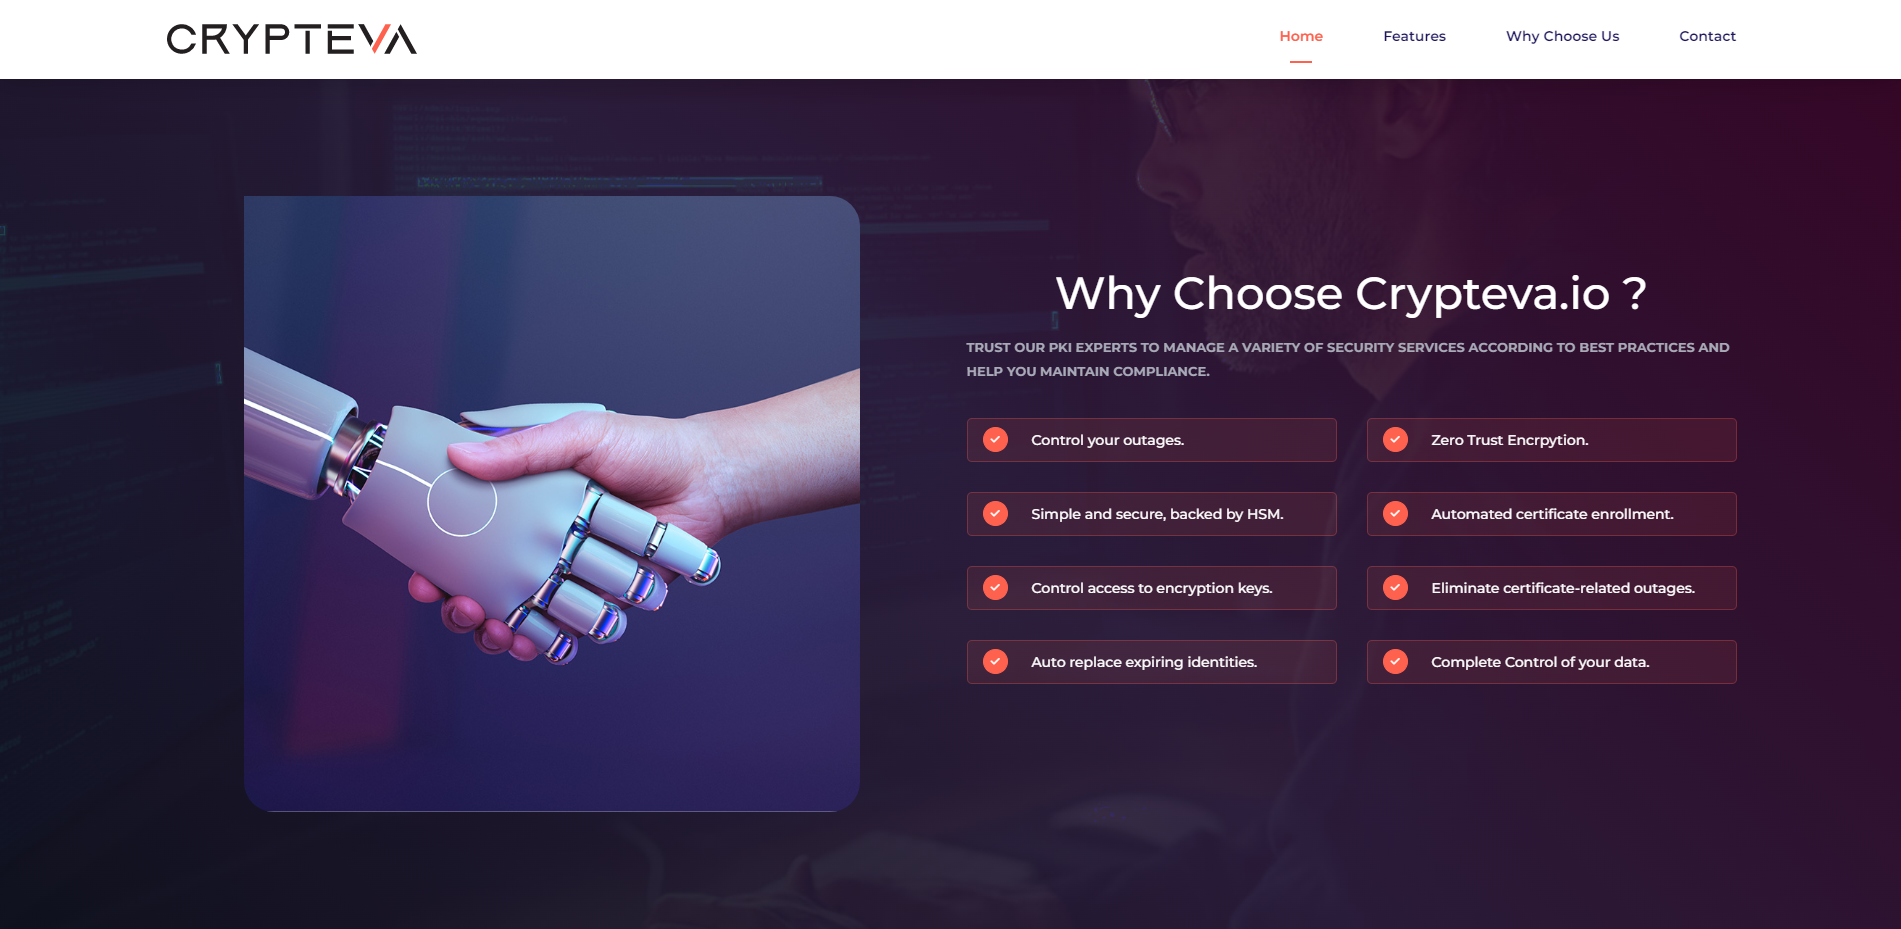 CRYPTEVA
Home Features Why Choose Us Contact
Why Choose Crypteva.io ?
TRUST OUR PKI EXPERTS TO MANAGE A VARIETY OF SECURITY SERVICES ACCORDING TO BEST PRACTICES AND
HELP YOU MAINTAIN COMPLIANCE.
Control your outages.
Zero Trust Encrpytion.
Simple and secure, backed by HSM.
Automated certificate enrollment.
Control access to encryption keys.
Eliminate certificate-related outages.
Auto replace expiring identities.
Complete Control of your data.